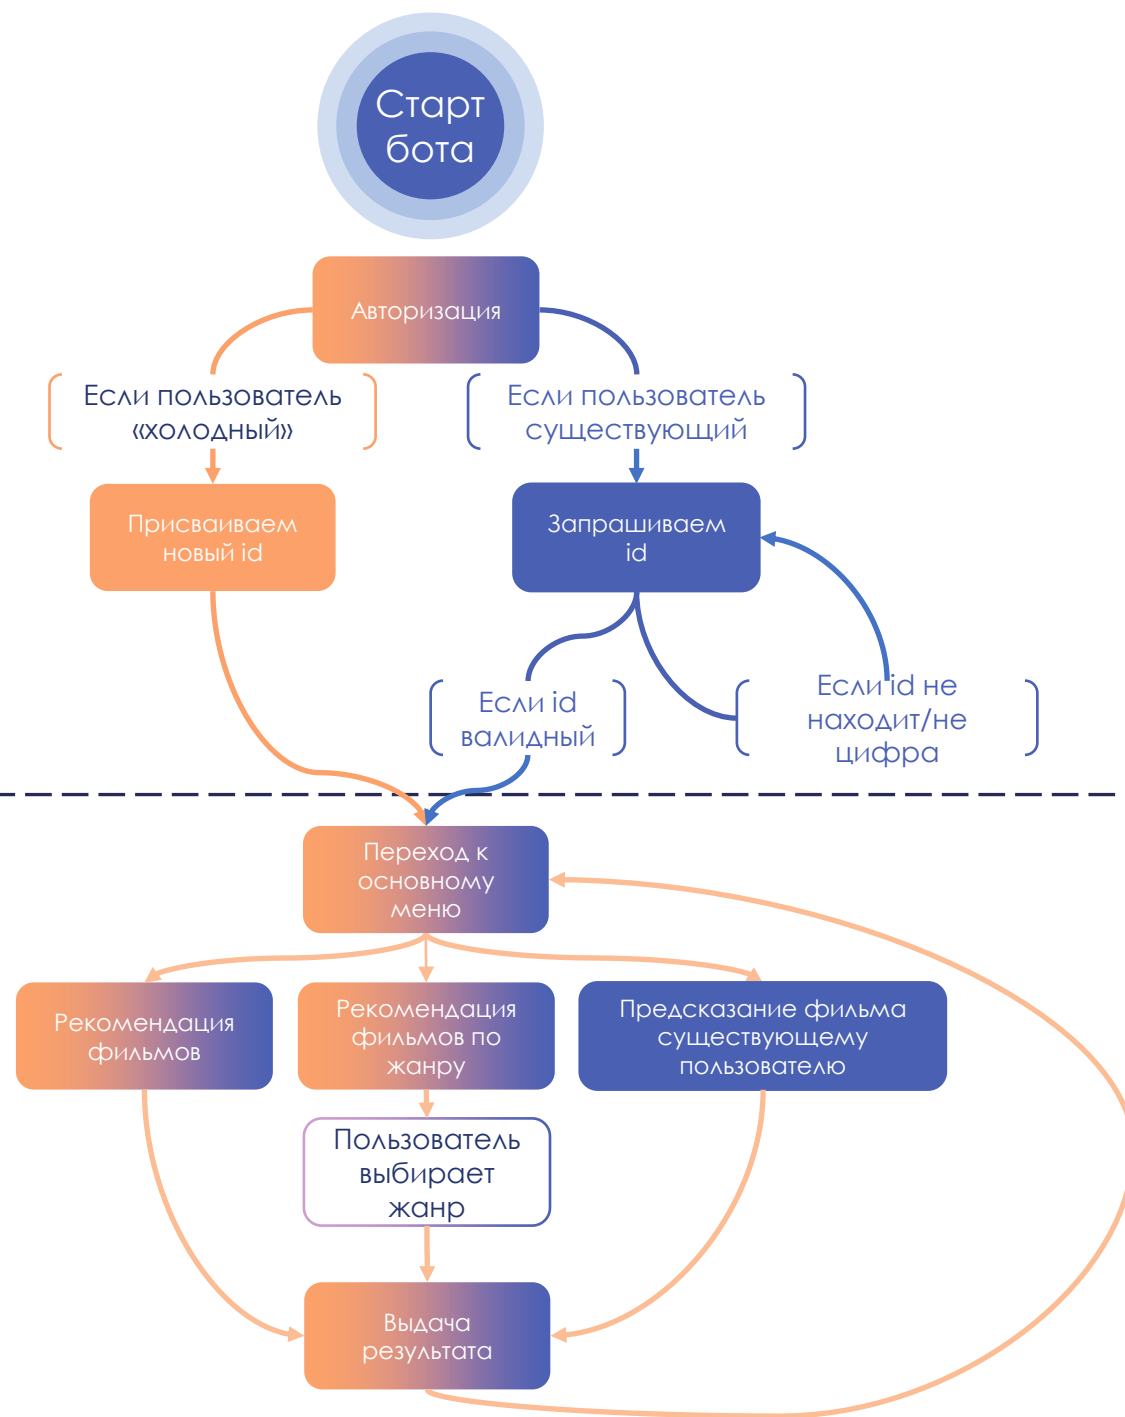 Старт
бота
Авторизация
Если пользователь
«холодный»
Если пользователь
существующий
Присваиваем
новый id
Запрашиваем
id
Если id
валидный
Если id не
находит/не
цифра
Переход к
основному
меню
Рекомендация
фильмов
Рекомендация
фильмов по
жанру
Предсказание фильма
существующему
пользователю
Пользователь
выбирает
жанр
Выдача
результата